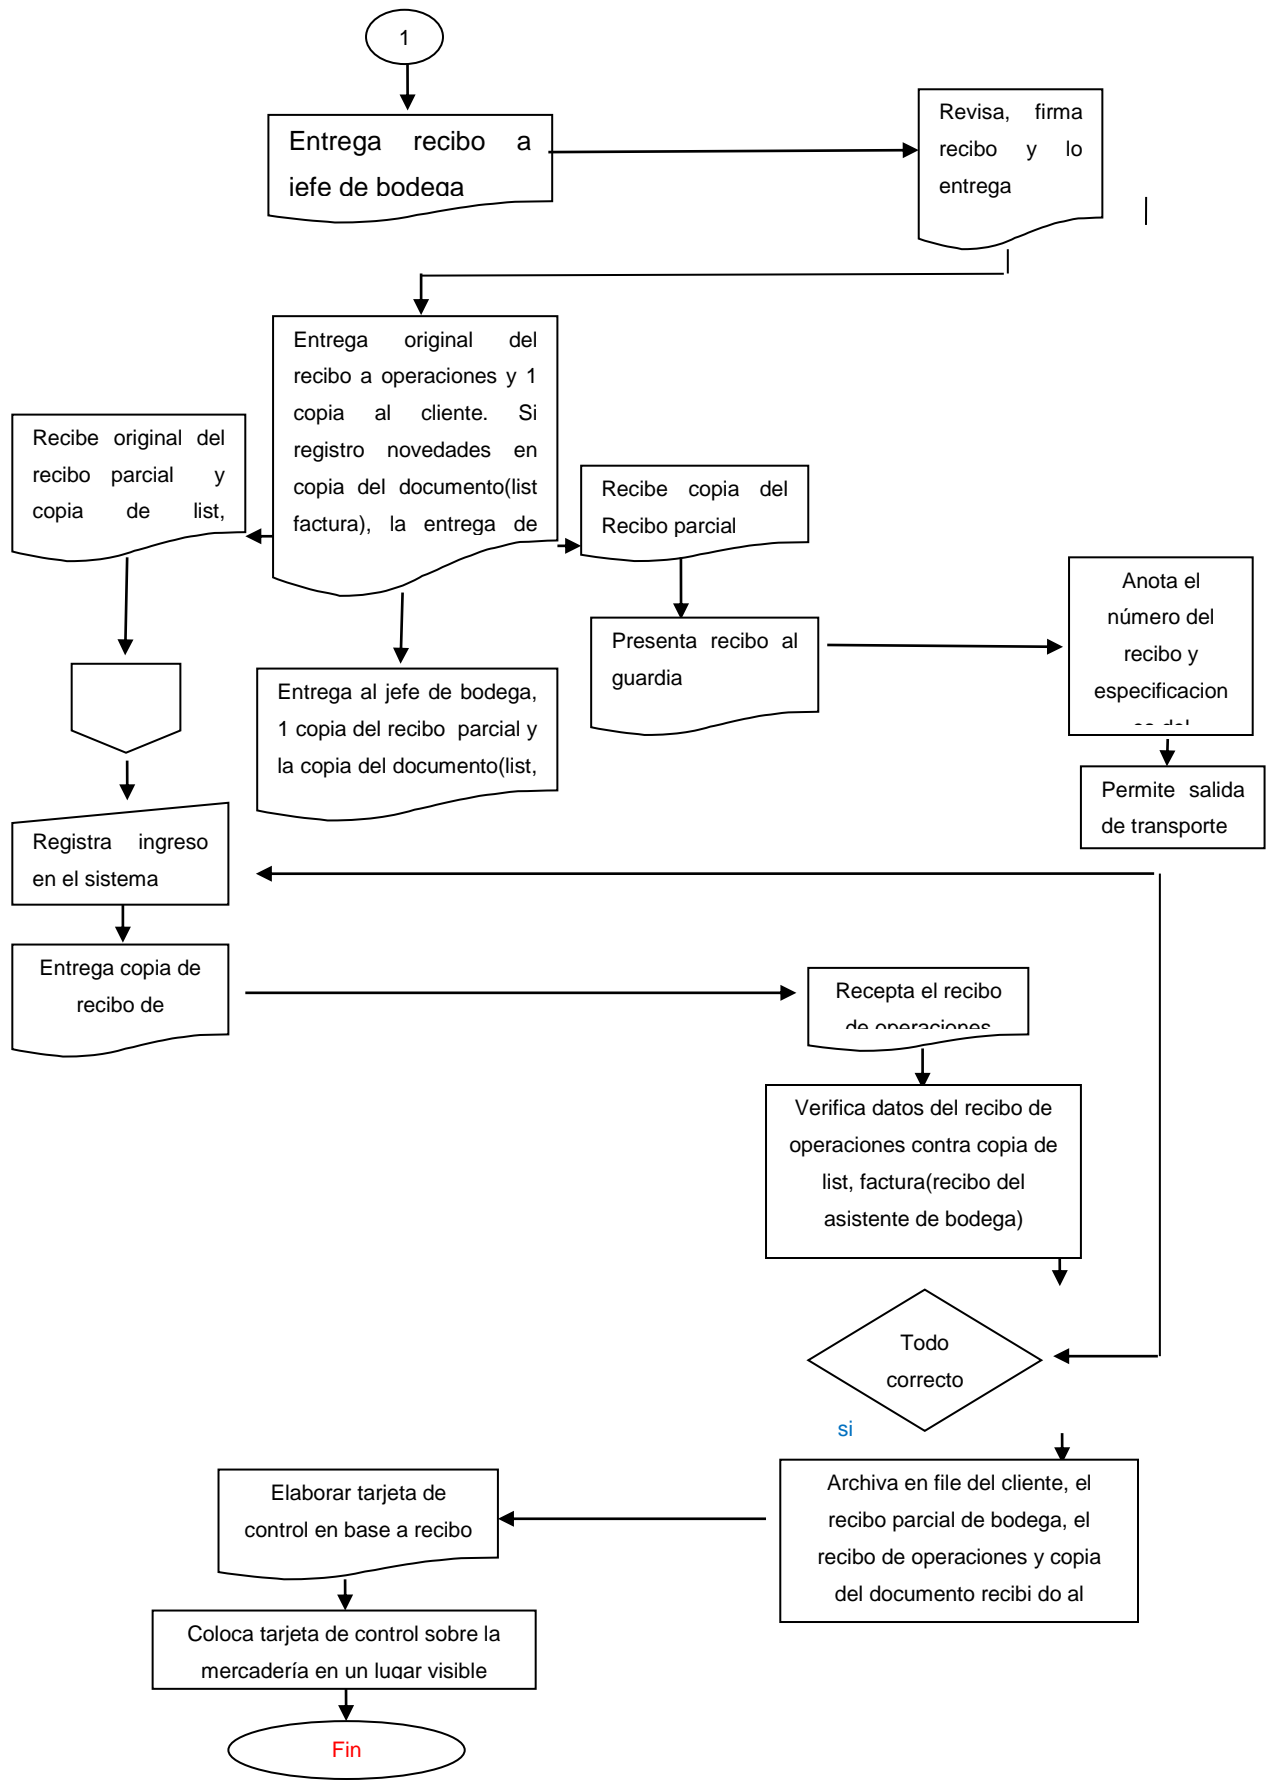 1
Entrega recibo a
jefe de bodega
Revisa, firma
recibo y lo
entrega
Entrega original del
recibo a operaciones y 1
copia al cliente. Si
registro novedades en
copia del documento(list
factura), la entrega de
Recibe original del
recibo parcial y
copia de list,
Recibe copia del
Recibo parcial
Anota el
número del
recibo y
especificacion
es del
Presenta recibo al
guardia
Entrega al jefe de bodega,
1 copia del recibo parcial y
la copia del documento(list,
Permite salida
de transporte
Registra ingreso
en el sistema
Entrega copia de
recibo de
Recepta el recibo
de operaciones
Verifica datos del recibo de
operaciones contra copia de
list, factura(recibo del
asistente de bodega)
Todo
correcto
si
Archiva en file del cliente, el
recibo parcial de bodega, el
recibo de operaciones y copia
del documento recibi do al
Elaborar tarjeta de
control en base a recibo
Coloca tarjeta de control sobre la
mercadería en un lugar visible
Fin